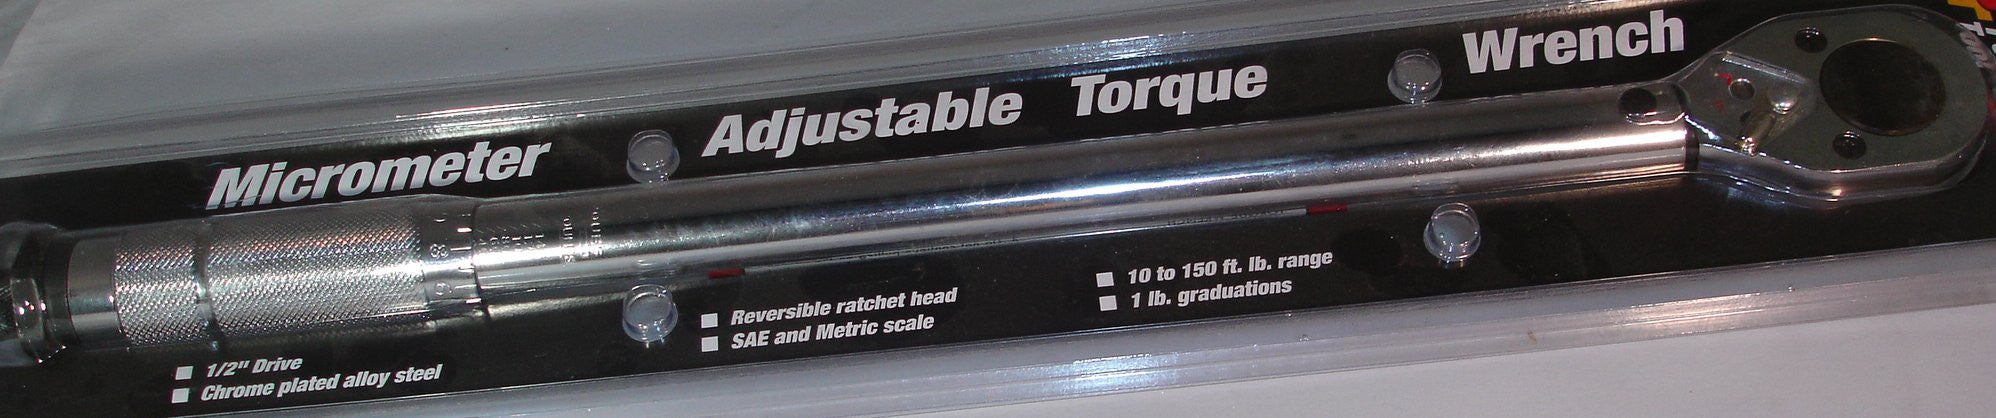 Micrometer Adjustable Torque Wrench
1/2" Drive
Chrome plated alloy steel
Reversible ratchet head
SAE and Metric scale
10 to 150 ft. lb. range
1 lb. graduations